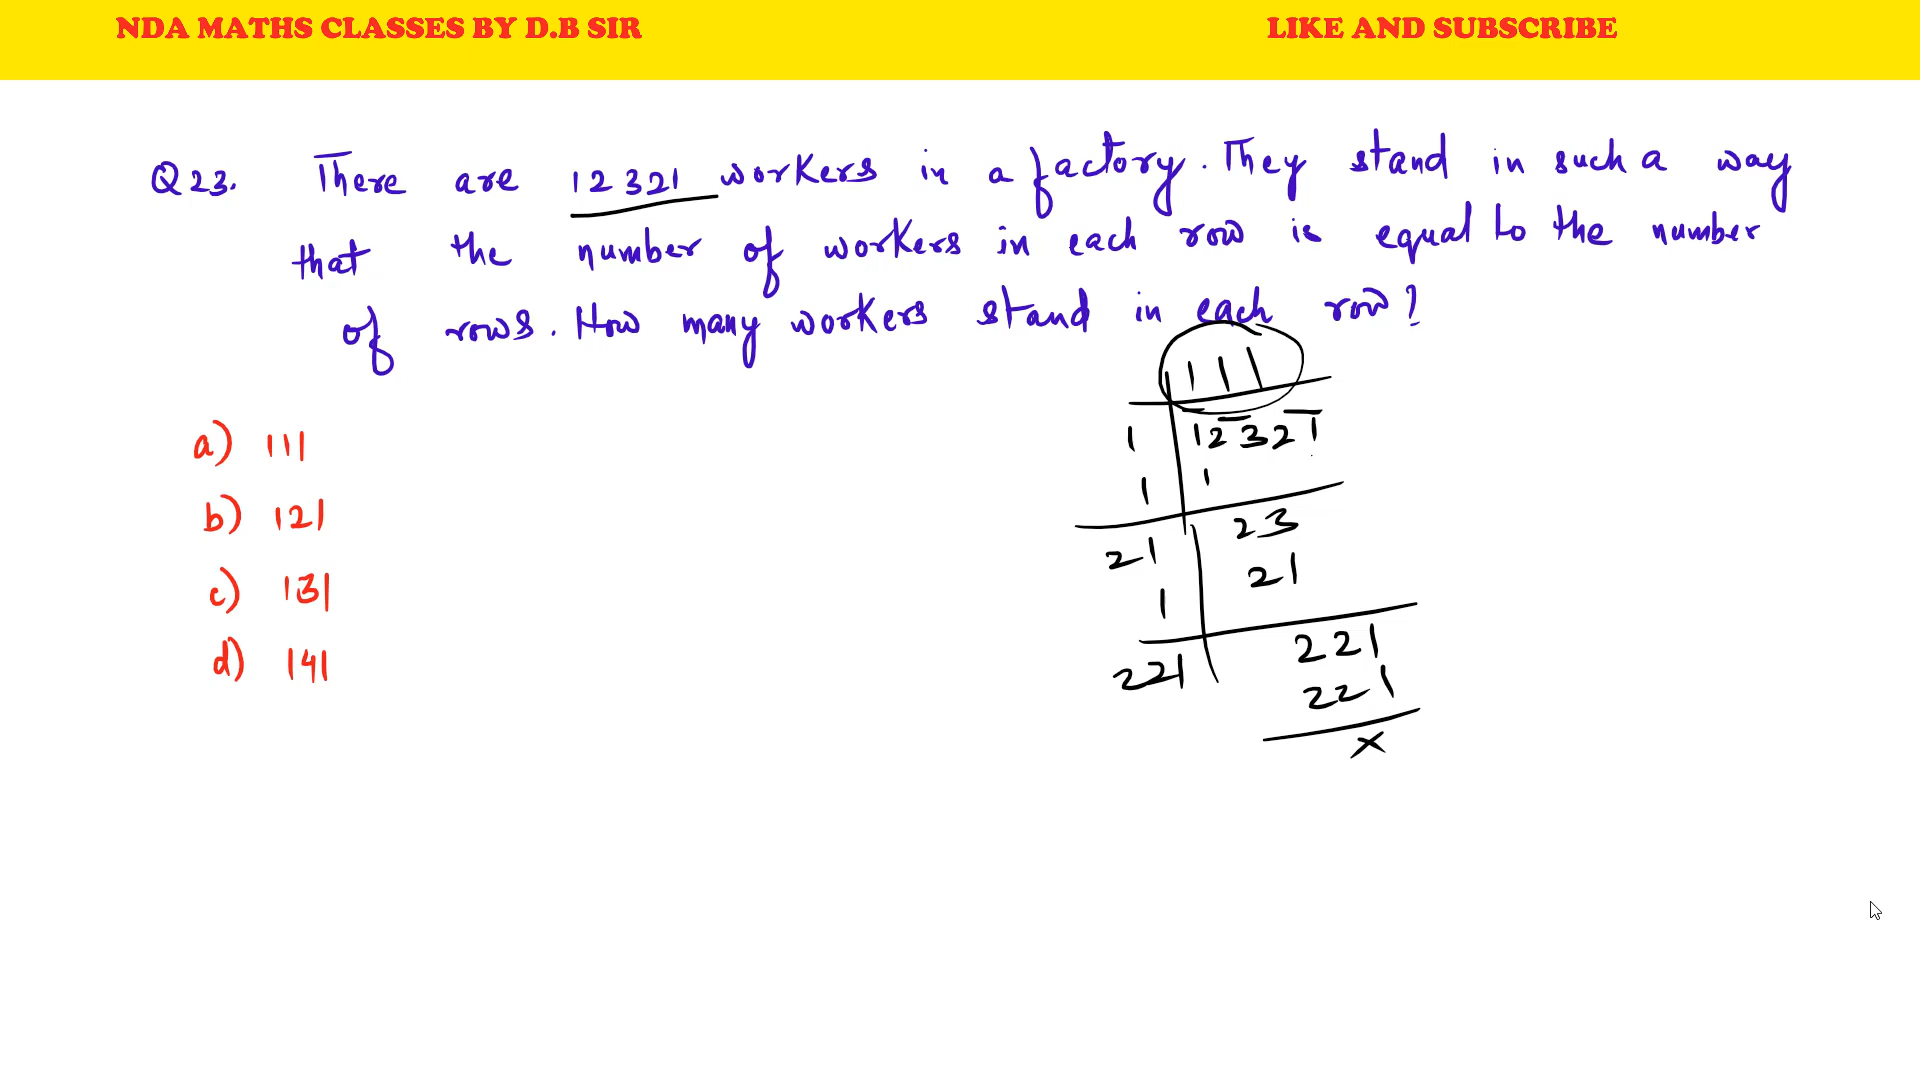 NDA MATHS CLASSES BY D.B SIR LIKE AND SUBSCRIBE
Q23. There are 12321 workers in a factory. They stand in such a way
that the number of workers in each row is equal to the number
of rows. How many workers stand in each row?
a) 111
b) 121
c) 131
d) 141
111
1 12321
1 1
21 23
1 21
221 221
221
x